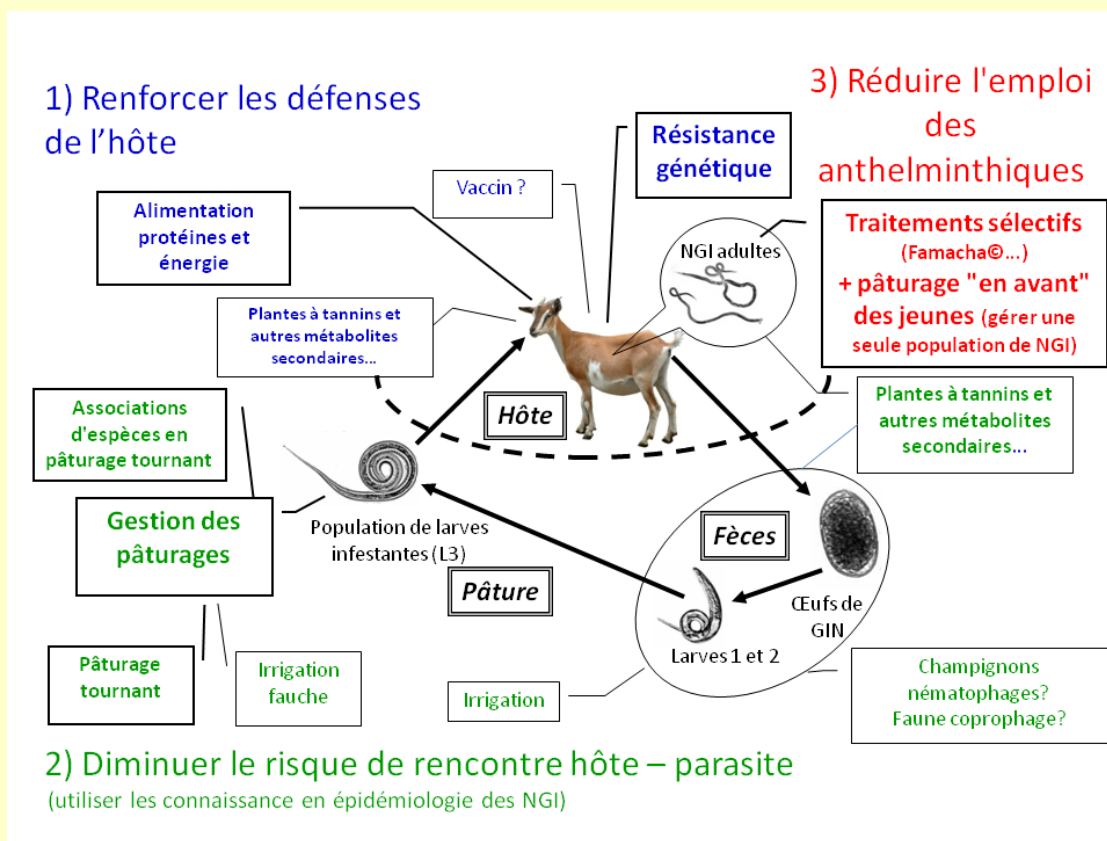 1) Renforcer les défenses
de l’hôte
3) Réduire l'emploi
des
anthelminthiques
Résistance
génétique
Vaccin ?
Alimentation
protéines et
énergie
NGI adultes
Traitements sélectifs
(Famacha©...)
+ pâturage "en avant"
des jeunes (gérer une
seule population de NGI)
Plantes à tannins et
autres métabolites
secondaires...
Hôte
Plantes à tannins et
autres métabolites
secondaires...
Associations
d'espèces en
pâturage tournant
Gestion des
pâturages
Population de larves
infestantes (L3)
Fèces
Pâture
Œufs de
GIN
Larves 1 et 2
Pâturage
tournant
Irrigation
fauche
Irrigation
Champignons
nématophages?
Faune coprophage?
2) Diminuer le risque de rencontre hôte – parasite
(utiliser les connaissance en épidémiologie des NGI)